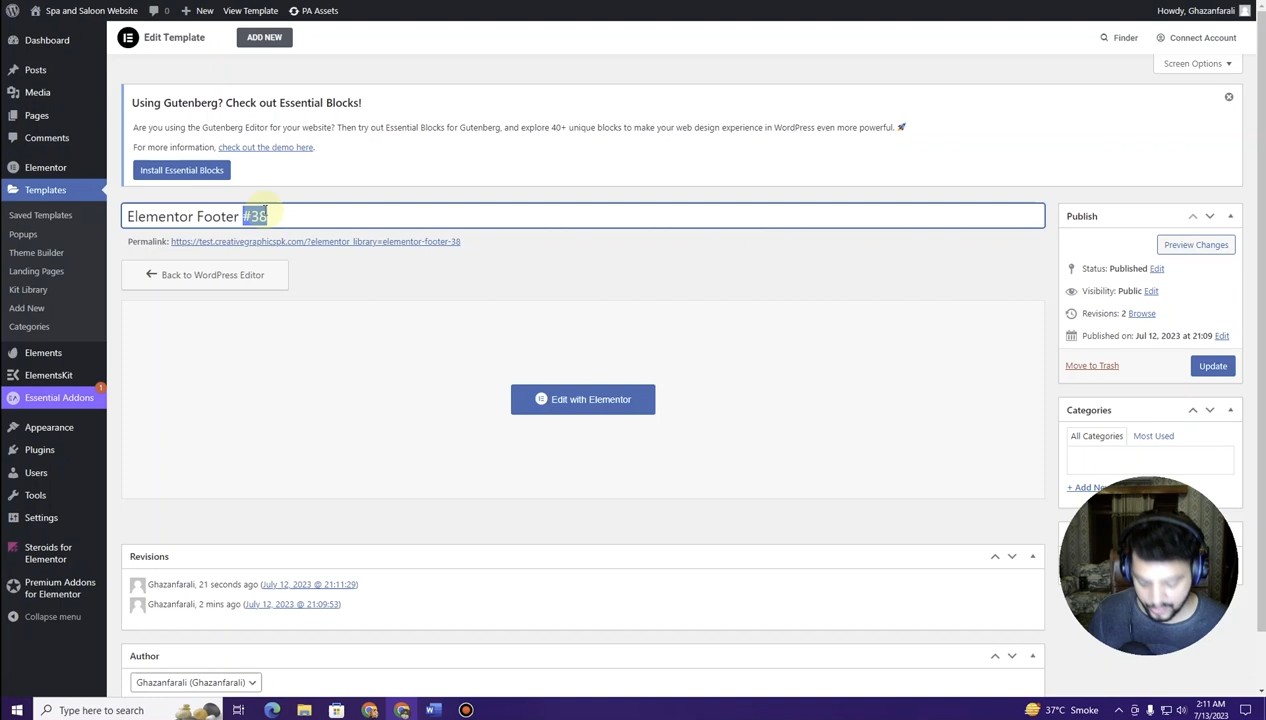 Spa and Saloon Website
0
New
View Template
PA Assets
Howdy, Ghazanfarali
Dashboard
Posts
Media
Pages
Comments
Elementor
Templates
Saved Templates
Popups
Theme Builder
Landing Pages
Kit Library
Add New
Categories
Elements
ElementsKit
Essential Addons
1
Appearance
Plugins
Users
Tools
Settings
Steroids for
Elementor
Premium Addons
for Elementor
Collapse menu
Edit Template
ADD NEW
Finder
Connect Account
Screen Options
Using Gutenberg? Check out Essential Blocks!
Are you using the Gutenberg Editor for your website? Then try out Essential Blocks for Gutenberg, and explore 40+ unique blocks to make your web design experience in WordPress even more powerful. 🚀
For more information, check out the demo here.
Install Essential Blocks
Elementor Footer #38
Permalink: https://test.creativegraphicspk.com/?elementor_library=elementor-footer-38
Back to WordPress Editor
Edit with Elementor
Revisions
Ghazanfarali, 21 seconds ago (July 12, 2023 @ 21:11:29)
Ghazanfarali, 2 mins ago (July 12, 2023 @ 21:09:53)
Author
Ghazanfarali (Ghazanfarali)
Publish
Preview Changes
Status: Published Edit
Visibility: Public Edit
Revisions: 2 Browse
Published on: Jul 12, 2023 at 21:09 Edit
Move to Trash
Update
Categories
All Categories
Most Used
+ Add
Type here to search
37°C Smoke
2:11 AM
7/13/2023